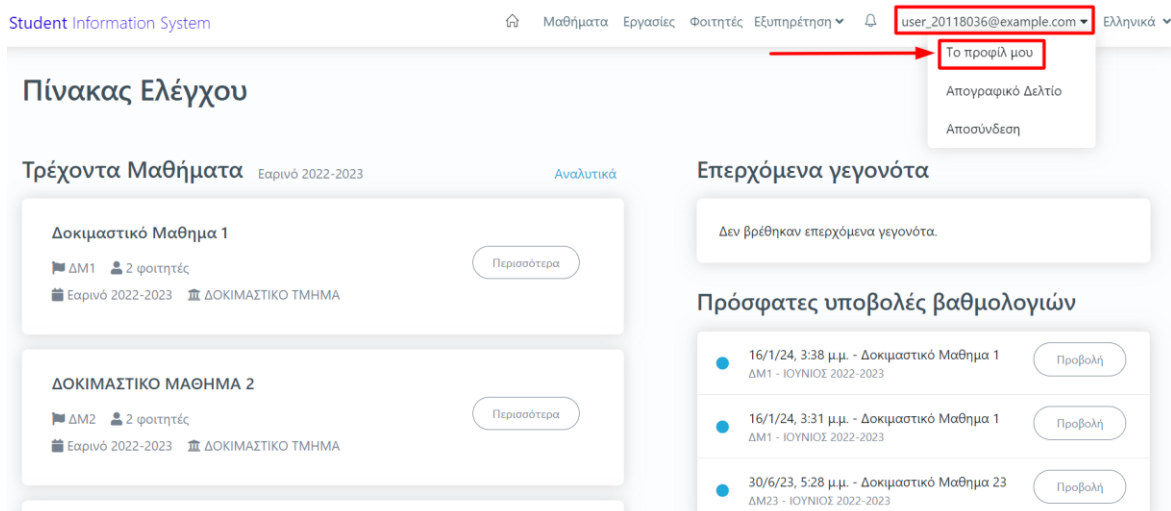 Student Information System
Μαθήματα Εργασίες Φοιτητές Εξυπηρέτηση user_20118036@example.com Ελληνικά
Το προφίλ μου
Απογραφικό Δελτίο
Αποσύνδεση
Πίνακας Ελέγχου
Τρέχοντα Μαθήματα Εαρινό 2022-2023 Αναλυτικά
Δοκιμαστικό Μαθημα 1
ΔΜ1 2 φοιτητές
Εαρινό 2022-2023 ΔΟΚΙΜΑΣΤΙΚΟ ΤΜΗΜΑ
Περισσότερα
ΔΟΚΙΜΑΣΤΙΚΟ ΜΑΘΗΜΑ 2
ΔΜ2 2 φοιτητές
Εαρινό 2022-2023 ΔΟΚΙΜΑΣΤΙΚΟ ΤΜΗΜΑ
Περισσότερα
Επερχόμενα γεγονότα
Δεν βρέθηκαν επερχόμενα γεγονότα.
Πρόσφατες υποβολές βαθμολογιών
16/1/24, 3:38 μ.μ. - Δοκιμαστικό Μαθημα 1
ΔΜ1 - ΙΟΥΝΙΟΣ 2022-2023
Προβολή
16/1/24, 3:31 μ.μ. - Δοκιμαστικό Μαθημα 1
ΔΜ1 - ΙΟΥΝΙΟΣ 2022-2023
Προβολή
30/6/23, 5:28 μ.μ. - Δοκιμαστικό Μαθημα 23
ΔΜ23 - ΙΟΥΝΙΟΣ 2022-2023
Προβολή